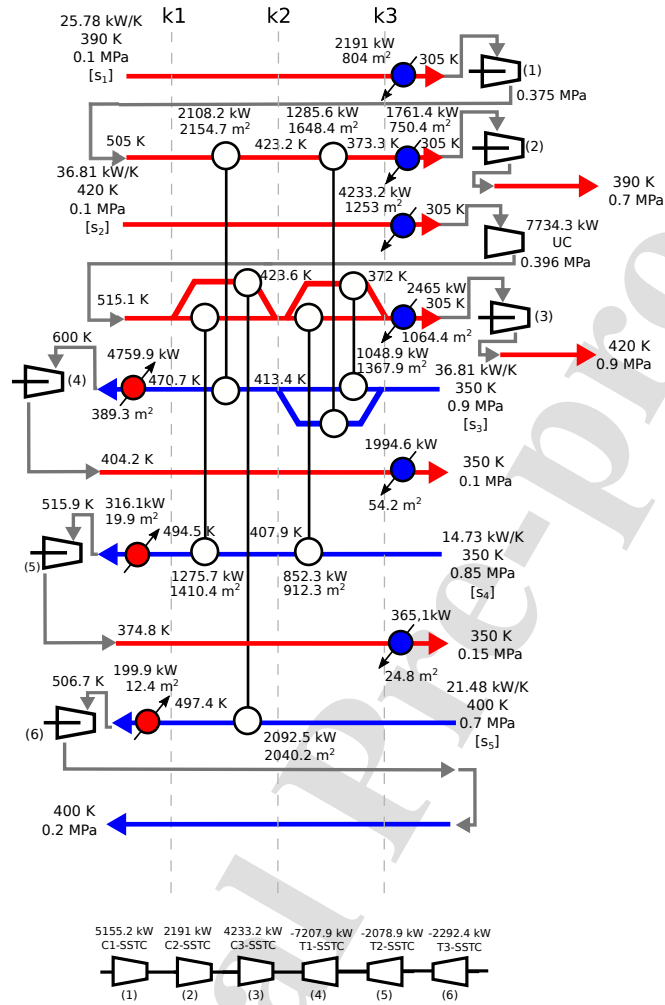 k1 k2 k3
25.78 kW/K
390 K
0.1 MPa
[s₁]
2191 kW
804 m²
305 K
(1)
0.375 MPa
2108.2 kW
2154.7 m²
1285.6 kW
1648.4 m²
1761.4 kW
750.4 m²
505 K
423.2 K
373.3 K
305 K
(2)
390 K
0.7 MPa
36.81 kW/K
420 K
0.1 MPa
[s₂]
4233.2 kW
1253 m²
305 K
7734.3 kW
UC
0.396 MPa
515.1 K
423.6 K
372 K
2465 kW
305 K
1064.4 m²
(3)
420 K
0.9 MPa
600 K
(4)
4759.9 kW
470.7 K
389.3 m²
413.4 K
1048.9 kW
1367.9 m²
36.81 kW/K
350 K
0.9 MPa
[s₃]
404.2 K
1994.6 kW
54.2 m²
350 K
0.1 MPa
515.9 K
(5)
316.1kW
19.9 m²
494.5 K
407.9 K
1275.7 kW
1410.4 m²
852.3 kW
912.3 m²
14.73 kW/K
350 K
0.85 MPa
[s₄]
374.8 K
365,1kW
24.8 m²
350 K
0.15 MPa
506.7 K
(6)
199.9 kW
12.4 m²
497.4 K
2092.5 kW
2040.2 m²
21.48 kW/K
400 K
0.7 MPa
[s₅]
400 K
0.2 MPa
5155.2 kW 2191 kW 4233.2 kW -7207.9 kW -2078.9 kW -2292.4 kW
C1-SSTC C2-SSTC C3-SSTC T1-SSTC T2-SSTC T3-SSTC
(1) (2) (3) (4) (5) (6)
al Pre-pro